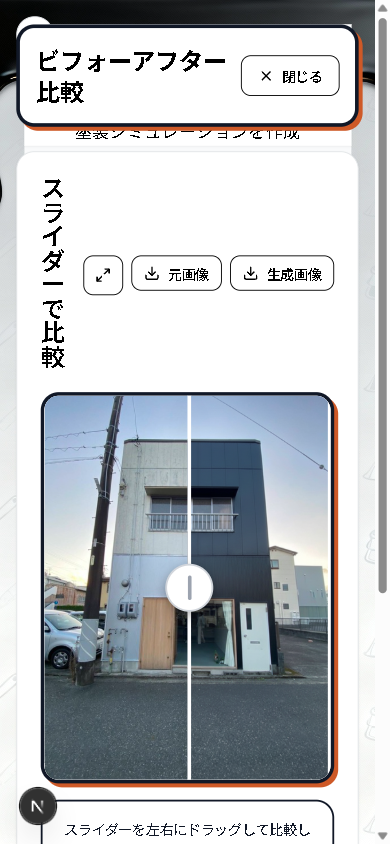 ビフォーアフター
比較
閉じる
塗装シミュレーションを作成
スライダーで比較
元画像
生成画像
N
スライダーを左右にドラッグして比較し